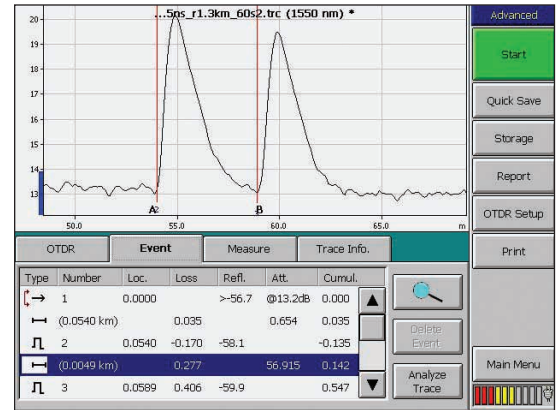 ...5ns_r1.3km_60s2.trc (1550 nm) *
Advanced
20
19
18
17
16
15
14
13
A
B
50.0 55.0 60.0 65.0 m
Start
Quick Save
Storage
Report
OTDR Setup
Print
Main Menu
OTDR Event Measure Trace Info.
Type Number Loc. Loss Refl. Att. Cumul.
1 0.0000 >-56.7 @13.2dB 0.000
(0.0540 km) 0.035 0.654 0.035
2 0.0540 -0.170 -58.1 -0.135
(0.0049 km) 0.277 56.915 0.142
3 0.0589 0.406 -59.9 0.547
Delete Event
Analyze Trace